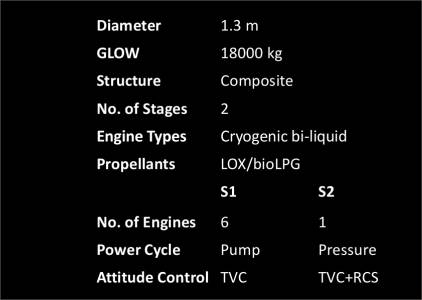 Diameter 1.3 m
GLOW 18000 kg
Structure Composite
No. of Stages 2
Engine Types Cryogenic bi-liquid
Propellants LOX/bioLPG
S1 S2
No. of Engines 6 1
Power Cycle Pump Pressure
Attitude Control TVC TVC+RCS